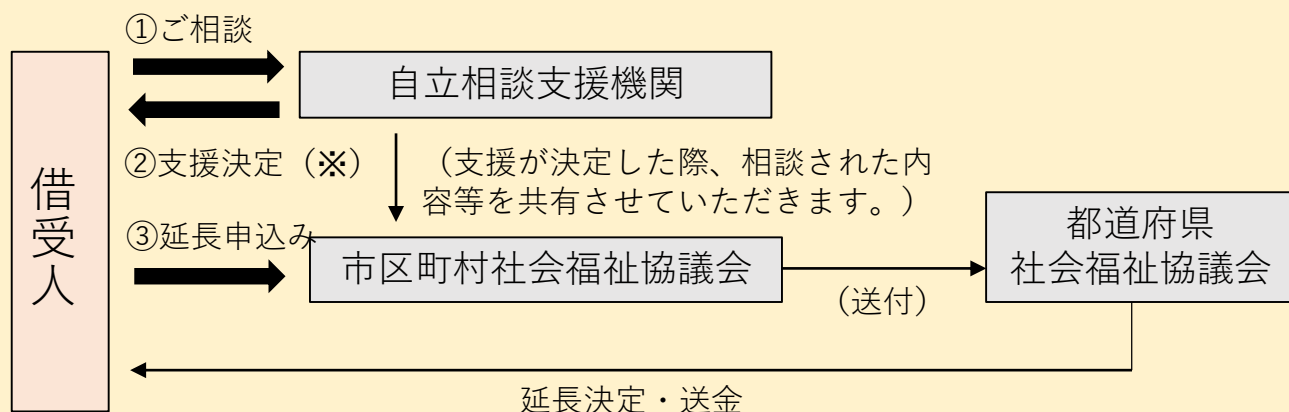 ①ご相談
自立相談支援機関
②支援決定（※）
（支援が決定した際、相談された内
容等を共有させていただきます。）
借受人
③延長申込み
市区町村社会福祉協議会
（送付）
都道府県
社会福祉協議会
延長決定・送金